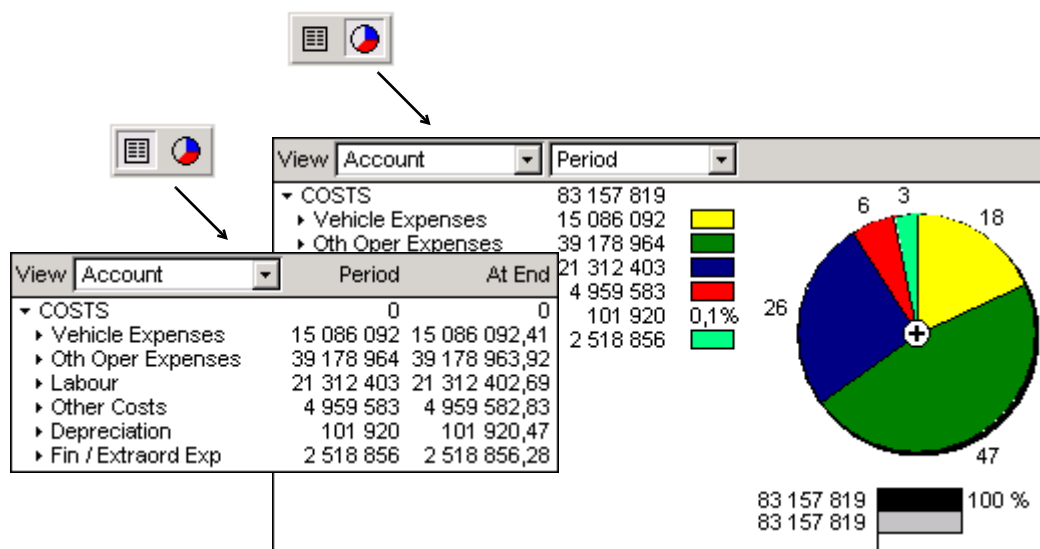 View Account Period
COSTS 83 157 819
Vehicle Expenses 15 086 092
Oth Oper Expenses 39 178 964
21 312 403
4 959 583
101 920 0,1%
2 518 856
3
6
18
26
47
83 157 819 100 %
83 157 819
View Account Period At End
COSTS 0 0
Vehicle Expenses 15 086 092 15 086 092,41
Oth Oper Expenses 39 178 964 39 178 963,92
Labour 21 312 403 21 312 402,69
Other Costs 4 959 583 4 959 582,83
Depreciation 101 920 101 920,47
Fin / Extraord Exp 2 518 856 2 518 856,28